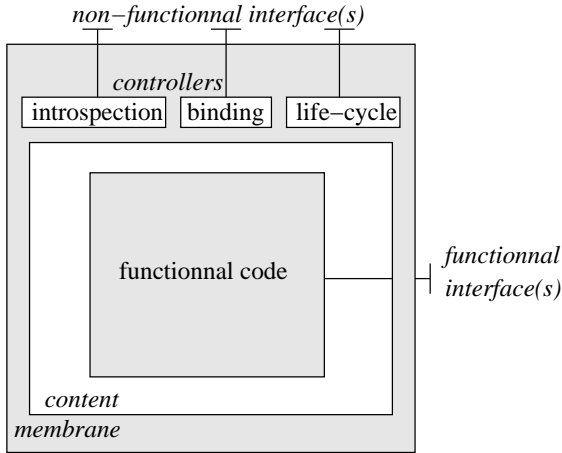 non−functionnal interface(s)
controllers
introspection binding life−cycle
functionnal code
functionnal
interface(s)
content
membrane